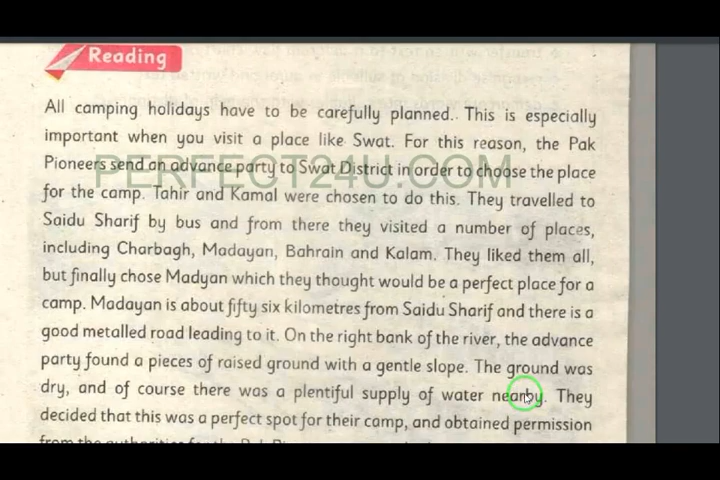 Reading
All camping holidays have to be carefully planned. This is especially
important when you visit a place like Swat. For this reason, the Pak
Pioneers send an advance party to Swat District in order to choose the place
PERFECT24U.COM
for the camp. Tahir and Kamal were chosen to do this. They travelled to
Saidu Sharif by bus and from there they visited a number of places,
including Charbagh, Madayan, Bahrain and Kalam. They liked them all,
but finally chose Madyan which they thought would be a perfect place for a
camp. Madayan is about fifty six kilometres from Saidu Sharif and there is a
good metalled road leading to it. On the right bank of the river, the advance
party found a pieces of raised ground with a gentle slope. The ground was
dry, and of course there was a plentiful supply of water nearby. They
decided that this was a perfect spot for their camp, and obtained permission